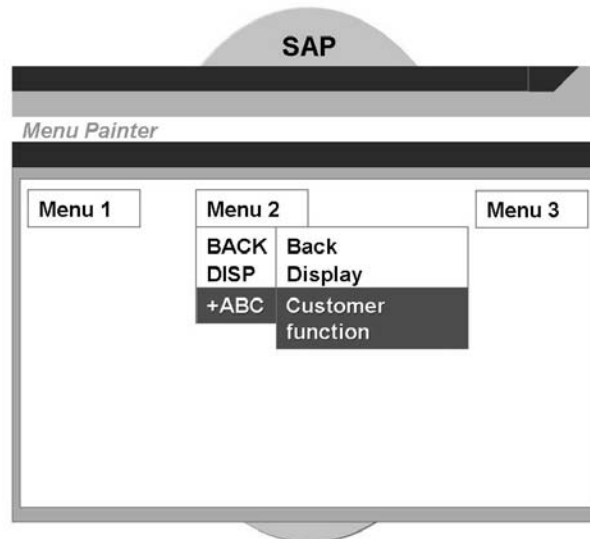 SAP
Menu Painter
Menu 1 Menu 2 Menu 3
BACK Back
DISP Display
+ABC Customer
function